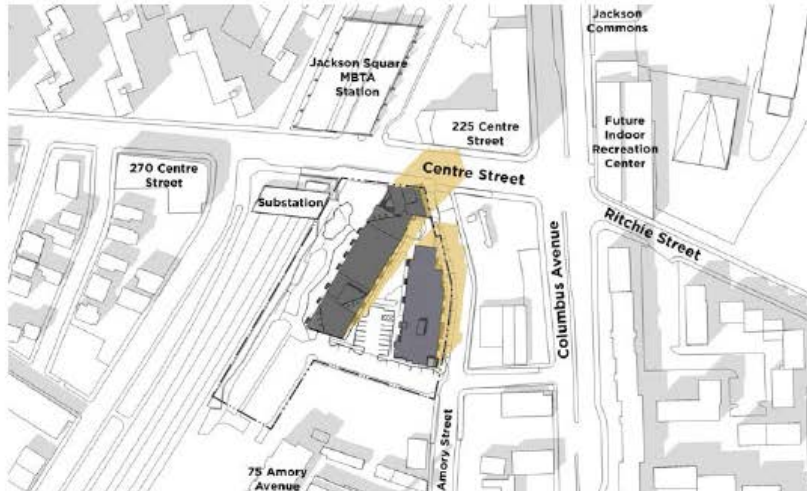 Jackson
Commons
Jackson Square
MBTA
Station
225 Centre
Street
Future
Indoor
Recreation
Center
270 Centre
Street
Centre Street
Substation
Ritchie Street
Columbus Avenue
Amory Street
75 Amory
Avenue